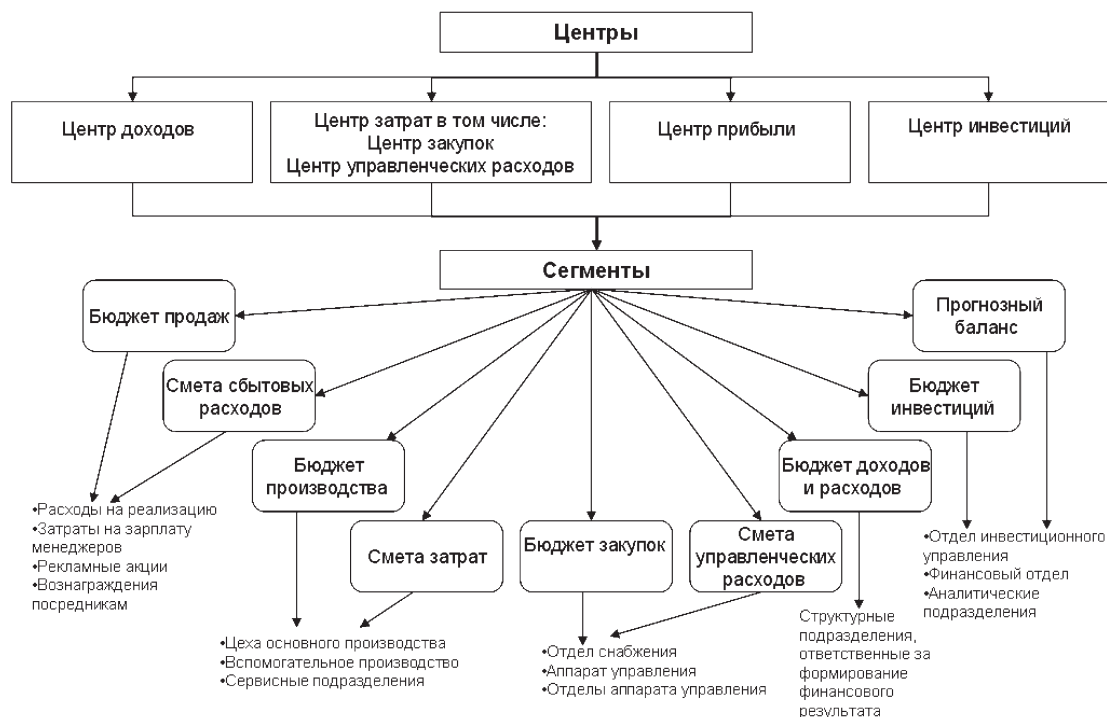 Центры
Центр доходов
Центр затрат в том числе:
Центр закупок
Центр управленческих расходов
Центр прибыли
Центр инвестиций
Сегменты
Бюджет продаж
Прогнозный
баланс
Смета сбытовых
расходов
Бюджет
инвестиций
Бюджет
производства
Бюджет доходов
и расходов
Смета затрат
Бюджет закупок
Смета
управленческих
расходов
•Расходы на реализацию
•Затраты на зарплату
менеджеров
•Рекламные акции
•Вознаграждения
посредникам
•Цеха основного производства
•Вспомогательное производство
•Сервисные подразделения
•Отдел снабжения
•Аппарат управления
•Отделы аппарата управления
Структурные
подразделения,
ответственные за
формирование
финансового
результата
•Отдел инвестиционного
управления
•Финансовый отдел
•Аналитические
подразделения